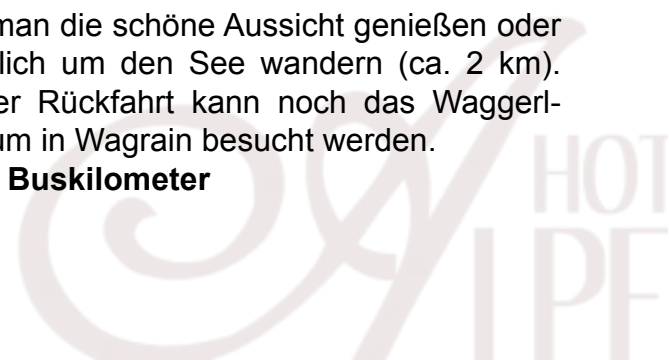 man die schöne Aussicht genießen oder
lich um den See wandern (ca. 2 km).
er Rückfahrt kann noch das Waggerl-
um in Wagrain besucht werden.
Buskilometer
HOT
ALPE